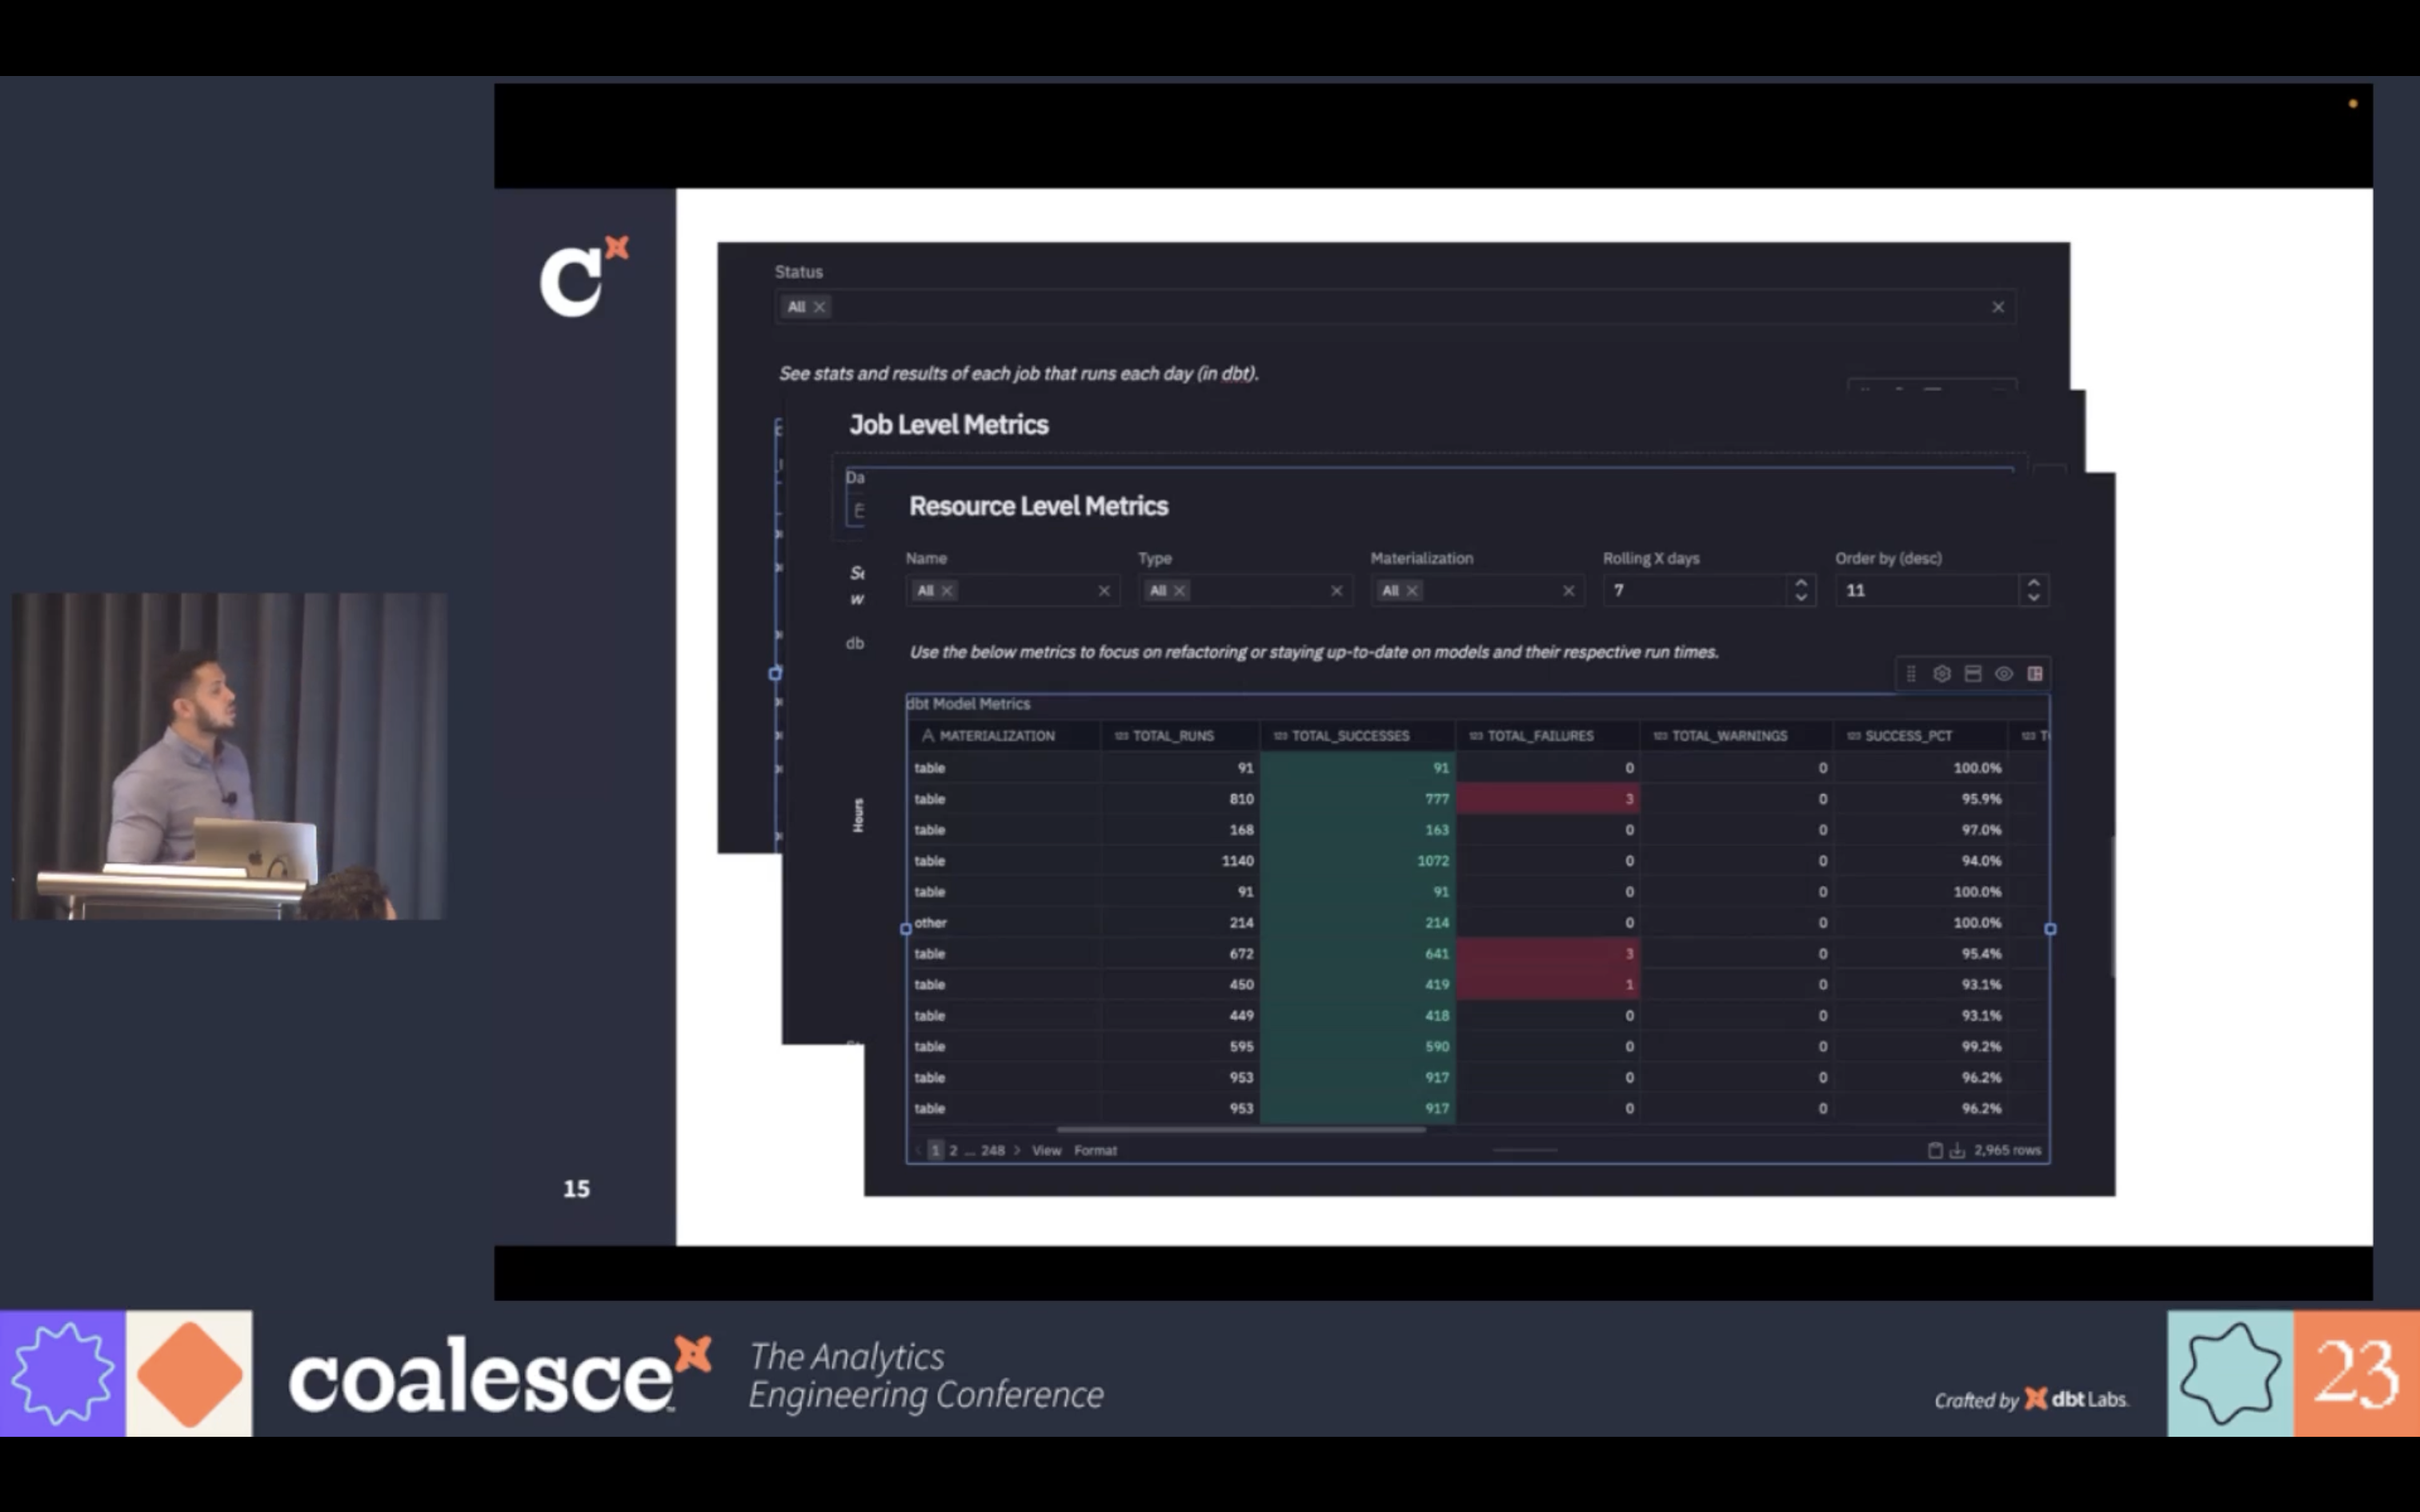 C
Status
All
See stats and results of each job that runs each day (in dbt).
Job Level Metrics
Da
Resource Level Metrics
Name Type Materialization Rolling X days Order by (desc)
All All All 7 11
Use the below metrics to focus on refactoring or staying up-to-date on models and their respective run times.
db
Hours
dbt Model Metrics
MATERIALIZATION 123 TOTAL_RUNS 123 TOTAL_SUCCESSES 123 TOTAL_FAILURES 123 TOTAL_WARNINGS 123 SUCCESS_PCT 123
table 91 91 0 0 100.0%
table 810 777 3 0 95.9%
table 168 163 0 0 97.0%
table 1140 1072 0 0 94.0%
table 91 91 0 0 100.0%
other 214 214 0 0 100.0%
table 672 641 3 0 95.4%
table 450 419 1 0 93.1%
table 449 418 0 0 93.1%
table 595 590 0 0 99.2%
table 953 917 0 0 96.2%
table 953 917 0 0 96.2%
1 2 ... 248 > View Format 2,965 rows
15
coalesce
The Analytics
Engineering Conference
Crafted by dbt Labs.
23